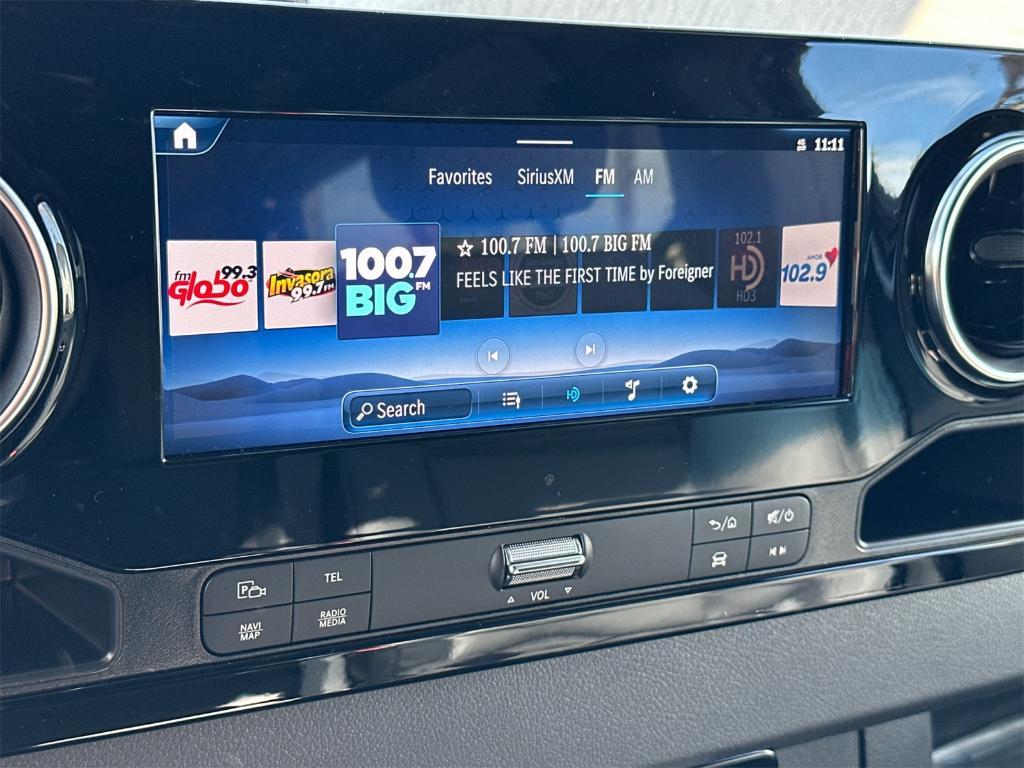 11:11
Favorites SiriusXM FM AM
fm 99.3
globo
Invasora
99.7 FM
100.7
BIG FM
100.7 FM | 100.7 BIG FM
FEELS LIKE THE FIRST TIME by Foreigner
760
102.1
HD
HD3
AMOR
102.9
Search
HD
P
TEL
NAVI
MAP
RADIO
MEDIA
VOL